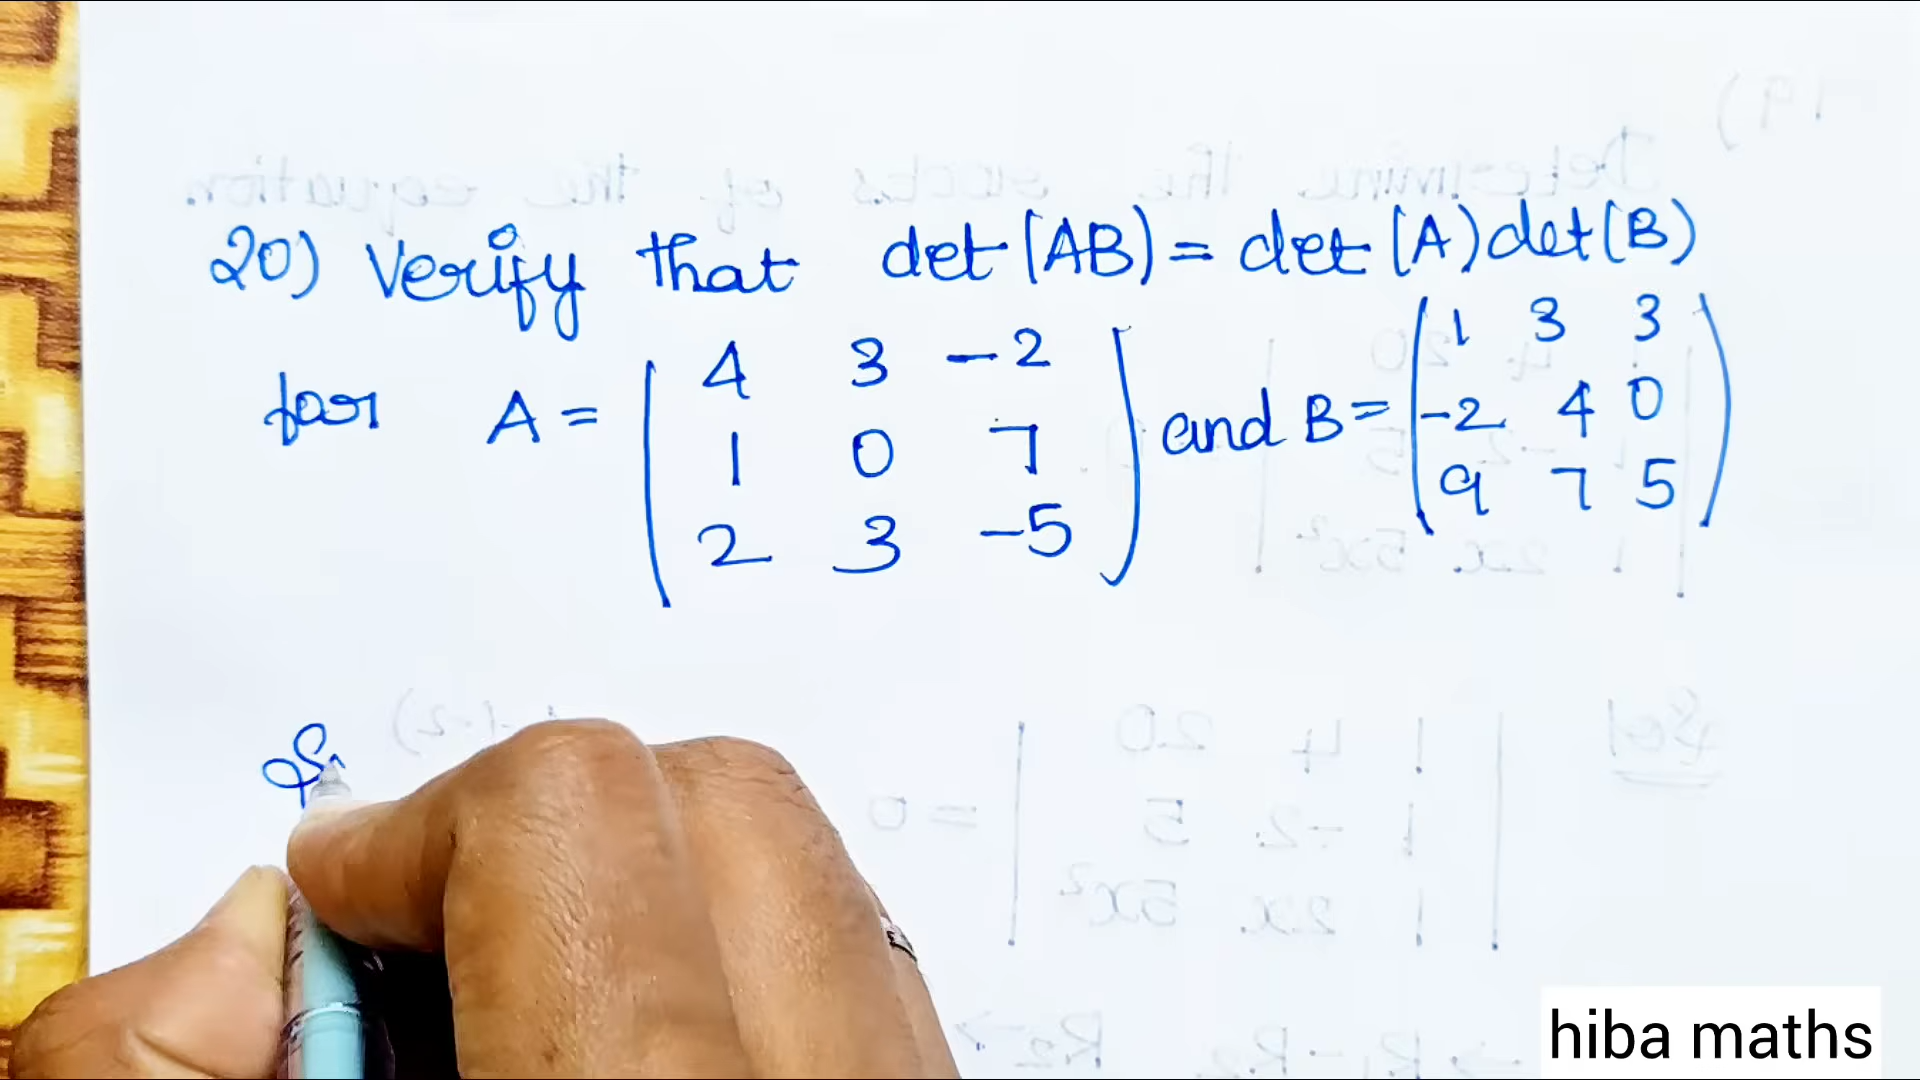 20) Verify that det(AB) = det(A)det(B)
for A = ( 4 3 -2 and B = ( 1 3 3
1 0 7 -2 4 0
2 3 -5 ) 9 7 5 )
hiba maths